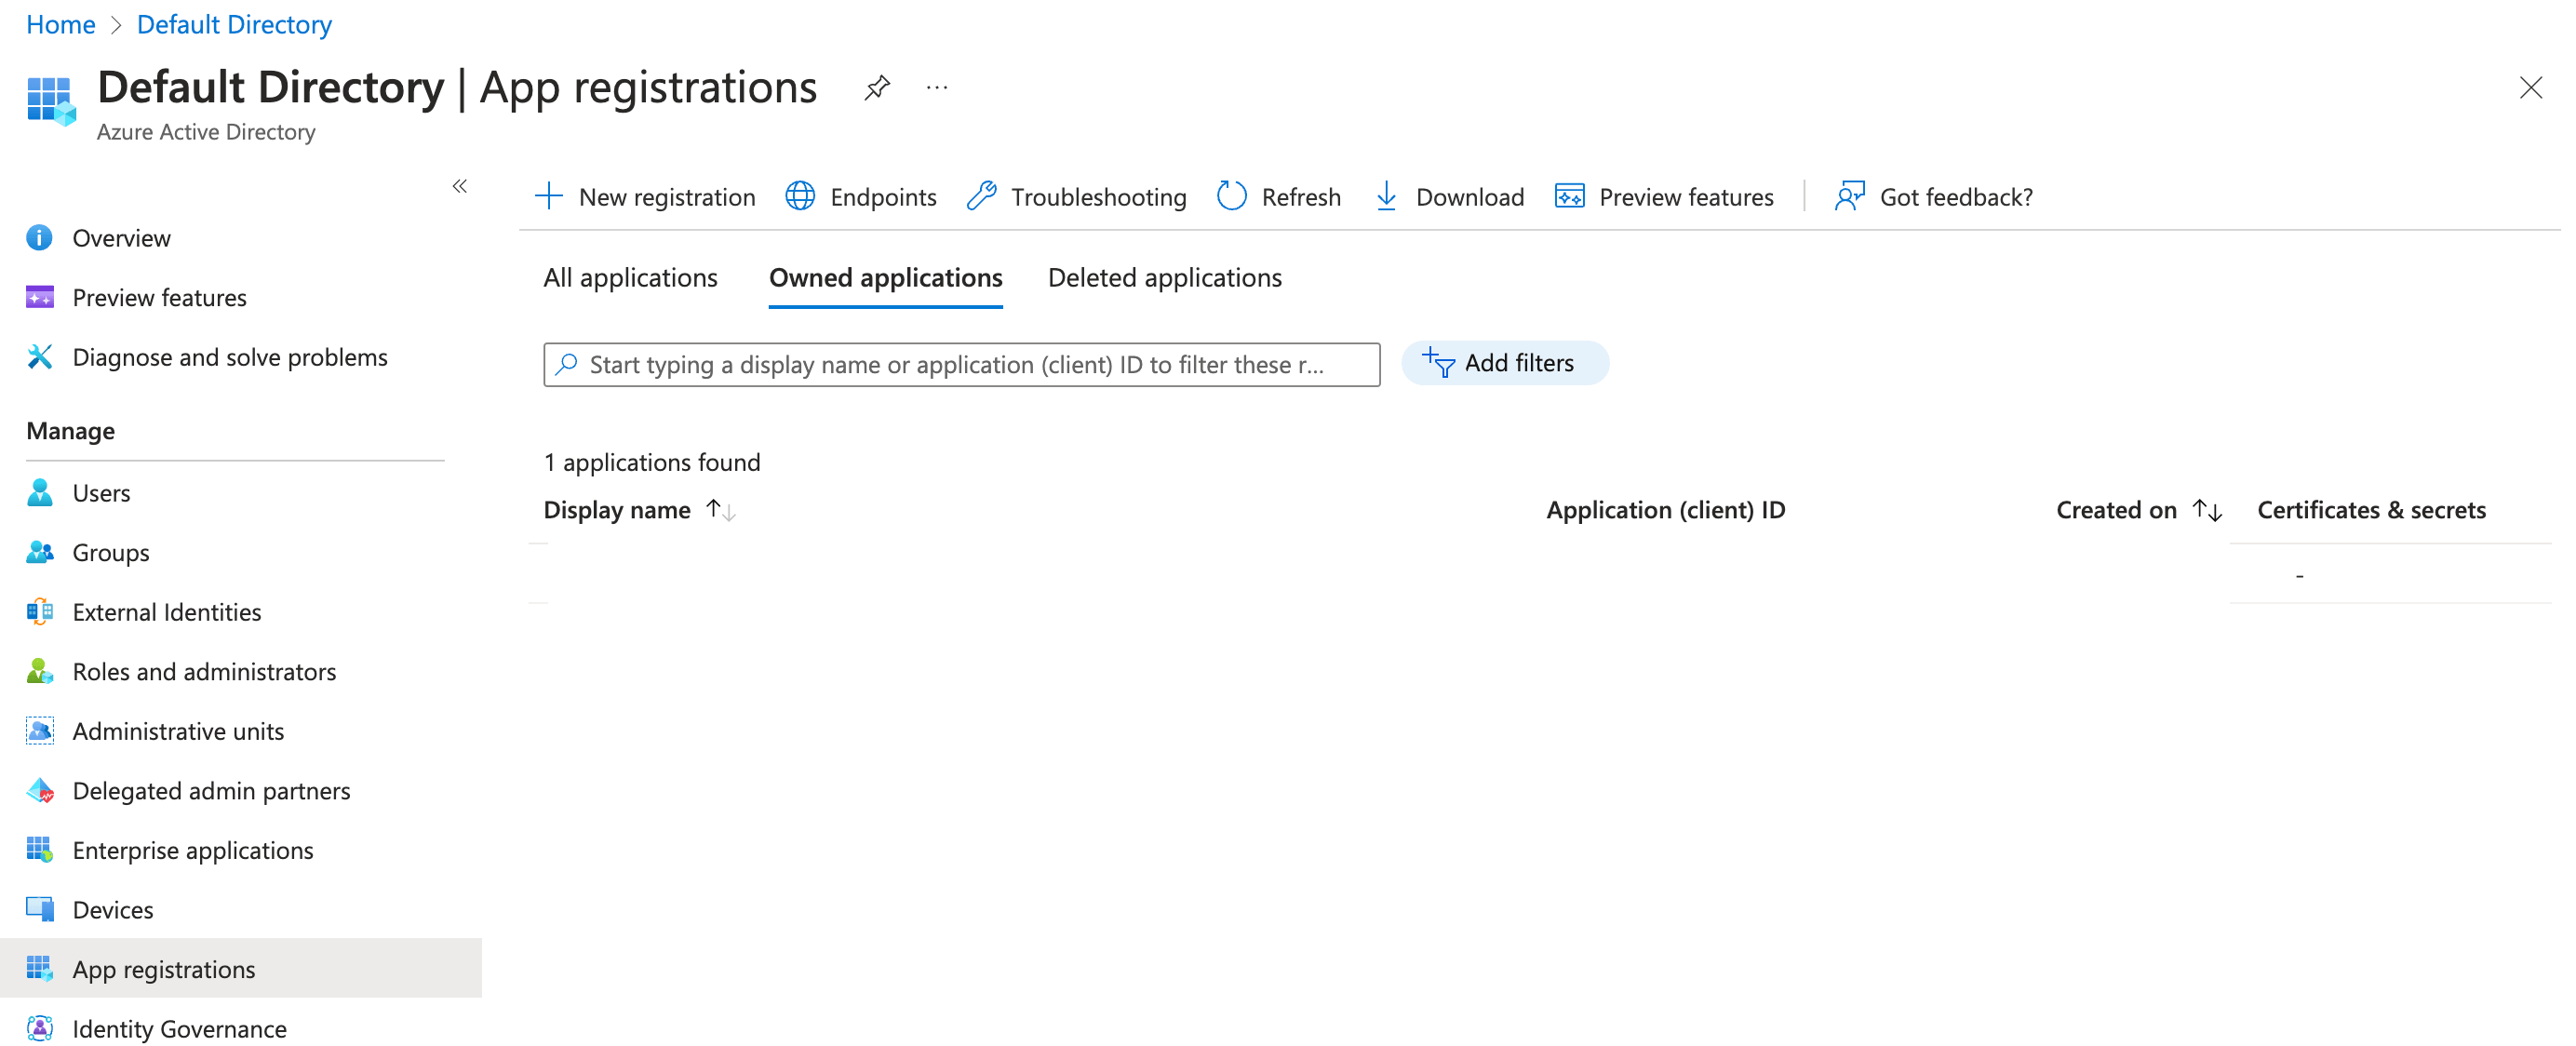 Home > Default Directory
Default Directory | App registrations ...
Azure Active Directory
«
New registration Endpoints Troubleshooting Refresh Download Preview features Got feedback?
Overview
Preview features
Diagnose and solve problems
Manage
Users
Groups
External Identities
Roles and administrators
Administrative units
Delegated admin partners
Enterprise applications
Devices
App registrations
Identity Governance
All applications Owned applications Deleted applications
Start typing a display name or application (client) ID to filter these r... Add filters
1 applications found
Display name Application (client) ID Created on Certificates & secrets
-